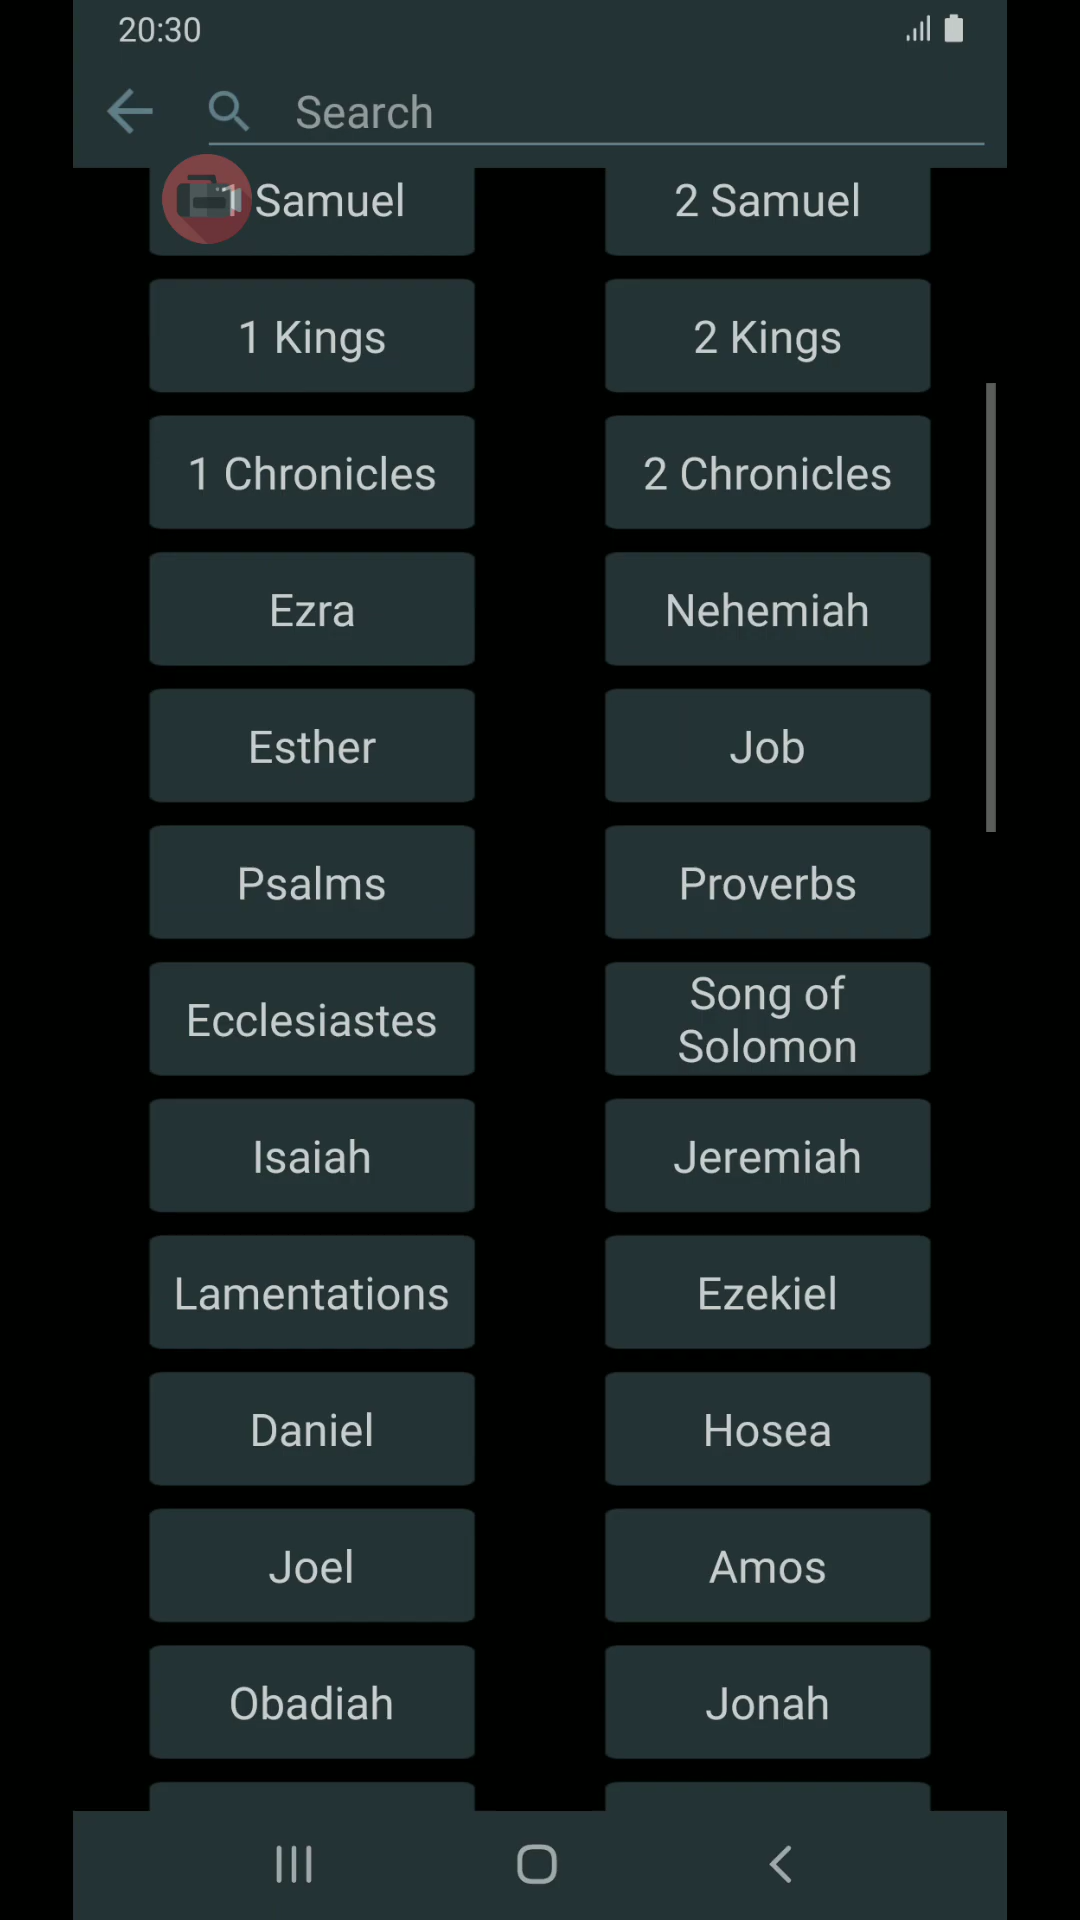 20:30
Search
1 Samuel
2 Samuel
1 Kings
2 Kings
1 Chronicles
2 Chronicles
Ezra
Nehemiah
Esther
Job
Psalms
Proverbs
Ecclesiastes
Song of
Solomon
Isaiah
Jeremiah
Lamentations
Ezekiel
Daniel
Hosea
Joel
Amos
Obadiah
Jonah